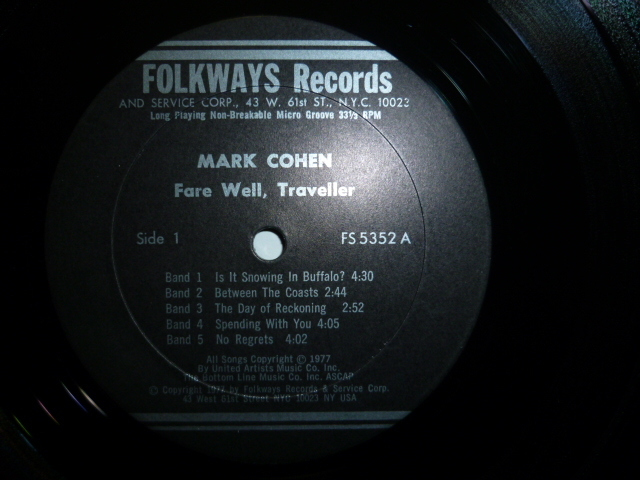 FOLKWAYS Records
AND SERVICE CORP., 43 W. 61st ST., N.Y.C. 10023
Long Playing Non-Breakable Micro Groove 33⅓ RPM
MARK COHEN
Fare Well, Traveller
Side 1 FS 5352 A
Band 1 Is It Snowing In Buffalo? 4:30
Band 2 Between The Coasts 2:44
Band 3 The Day of Reckoning 2:52
Band 4 Spending With You 4:05
Band 5 No Regrets 4:02
All Songs Copyright © 1977
By United Artists Music Co. Inc.
The Bottom Line Music Co. Inc. ASCAP
© Copyright by Folkways Records & Service Corp.
43 West 61st Street NYC 10023 NY USA